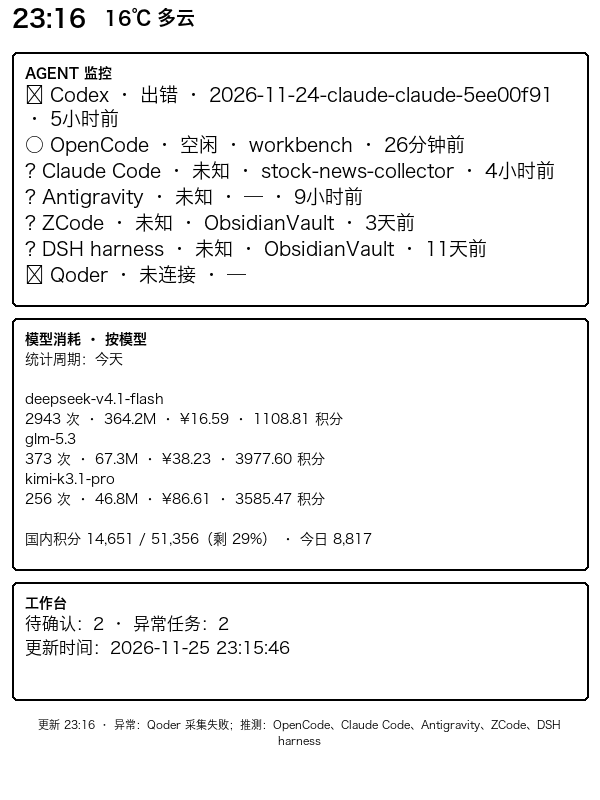 23:16 16℃ 多云
AGENT 监控
☒ Codex · 出错 · 2026-11-24-claude-claude-5ee00f91
· 5小时前
○ OpenCode · 空闲 · workbench · 26分钟前
? Claude Code · 未知 · stock-news-collector · 4小时前
? Antigravity · 未知 · — · 9小时前
? ZCode · 未知 · ObsidianVault · 3天前
? DSH harness · 未知 · ObsidianVault · 11天前
☒ Qoder · 未连接 · —
模型消耗 · 按模型
统计周期：今天
deepseek-v4.1-flash
2943 次 · 364.2M · ¥16.59 · 1108.81 积分
glm-5.3
373 次 · 67.3M · ¥38.23 · 3977.60 积分
kimi-k3.1-pro
256 次 · 46.8M · ¥86.61 · 3585.47 积分
国内积分 14,651 / 51,356（剩 29%） · 今日 8,817
工作台
待确认：2 · 异常任务：2
更新时间：2026-11-25 23:15:46
更新 23:16 · 异常：Qoder 采集失败；推测：OpenCode、Claude Code、Antigravity、ZCode、DSH
harness